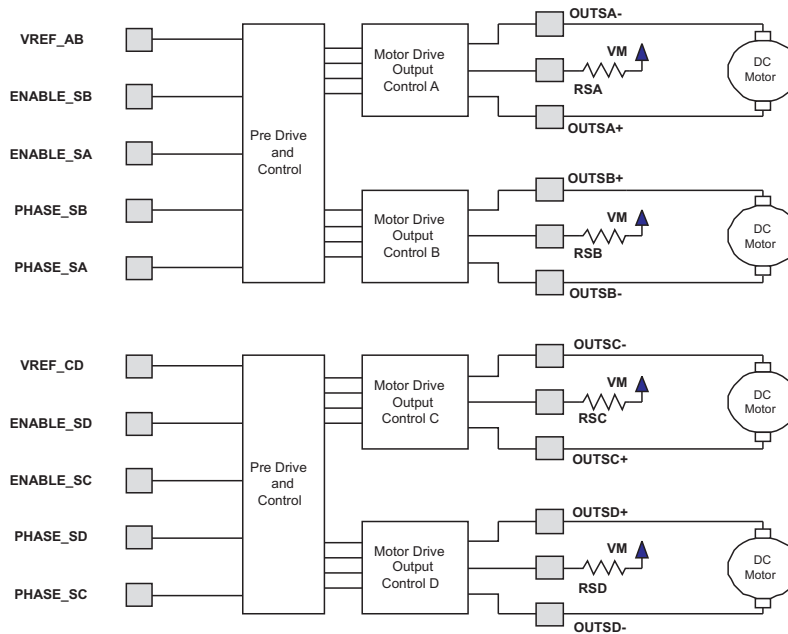 VREF_AB
ENABLE_SB
ENABLE_SA
PHASE_SB
PHASE_SA
Pre Drive
and
Control
Motor Drive
Output
Control A
OUTSA-
VM
RSA
OUTSA+
DC
Motor
Motor Drive
Output
Control B
OUTSB+
VM
RSB
OUTSB-
DC
Motor
VREF_CD
ENABLE_SD
ENABLE_SC
PHASE_SD
PHASE_SC
Pre Drive
and
Control
Motor Drive
Output
Control C
OUTSC-
VM
RSC
OUTSC+
DC
Motor
Motor Drive
Output
Control D
OUTSD+
VM
RSD
OUTSD-
DC
Motor